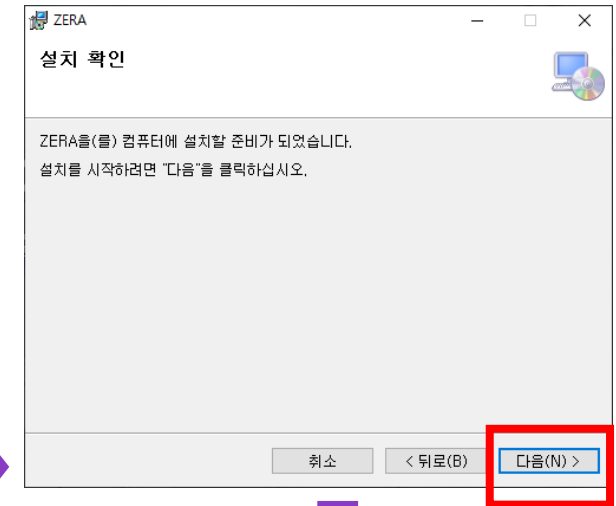 ZERA
설치 확인
ZERA을(를) 컴퓨터에 설치할 준비가 되었습니다.
설치를 시작하려면 "다음"을 클릭하십시오.
취소
< 뒤로(B)
다음(N) >